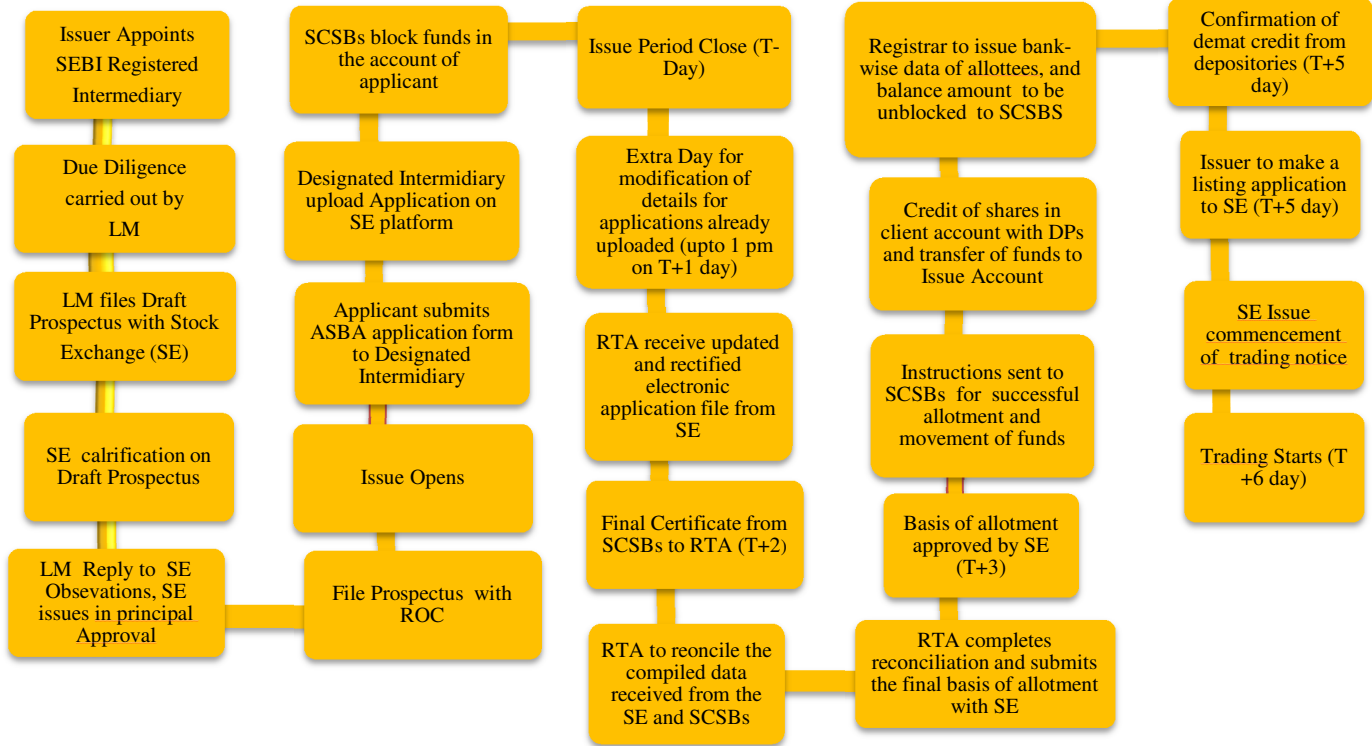 Issuer Appoints
SEBI Registered
Intermediary
Due Diligence
carried out by
LM
LM files Draft
Prospectus with Stock
Exchange (SE)
SE calrification on
Draft Prospectus
LM Reply to SE
Obsevations, SE
issues in principal
Approval
File Prospectus with
ROC
Issue Opens
Applicant submits
ASBA application form
to Designated
Intermidiary
Designated Intermidiary
upload Application on
SE platform
SCSBs block funds in
the account of
applicant
Issue Period Close (T-
Day)
Extra Day for
modification of
details for
applications already
uploaded (upto 1 pm
on T+1 day)
RTA receive updated
and rectified
electronic
application file from
SE
Final Certificate from
SCSBs to RTA (T+2)
RTA to reconcile the
compiled data
received from the
SE and SCSBs
RTA completes
reconciliation and submits
the final basis of allotment
with SE
Basis of allotment
approved by SE
(T+3)
Instructions sent to
SCSBs for successful
allotment and
movement of funds
Credit of shares in
client account with DPs
and transfer of funds to
Issue Account
Registrar to issue bank-
wise data of allottees, and
balance amount to be
unblocked to SCSBS
Confirmation of
demat credit from
depositories (T+5
day)
Issuer to make a
listing application
to SE (T+5 day)
SE Issue
commencement
of trading notice
Trading Starts (T
+6 day)